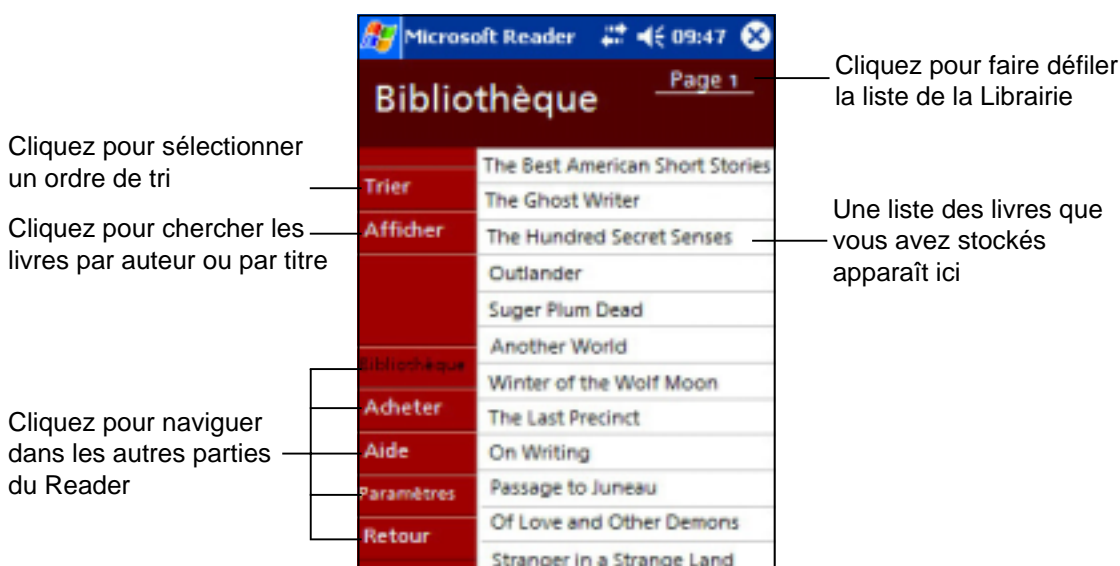 Microsoft Reader 09:47
Bibliothèque
Page 1
Cliquez pour faire défiler
la liste de la Librairie
Cliquez pour sélectionner
un ordre de tri
Cliquez pour chercher les
livres par auteur ou par titre
Cliquez pour naviguer
dans les autres parties
du Reader
Trier
Afficher
Bibliothèque
Acheter
Aide
Paramètres
Retour
The Best American Short Stories
The Ghost Writer
The Hundred Secret Senses
Outlander
Suger Plum Dead
Another World
Winter of the Wolf Moon
The Last Precinct
On Writing
Passage to Juneau
Of Love and Other Demons
Stranger in a Strange Land
Une liste des livres que
vous avez stockés
apparaît ici